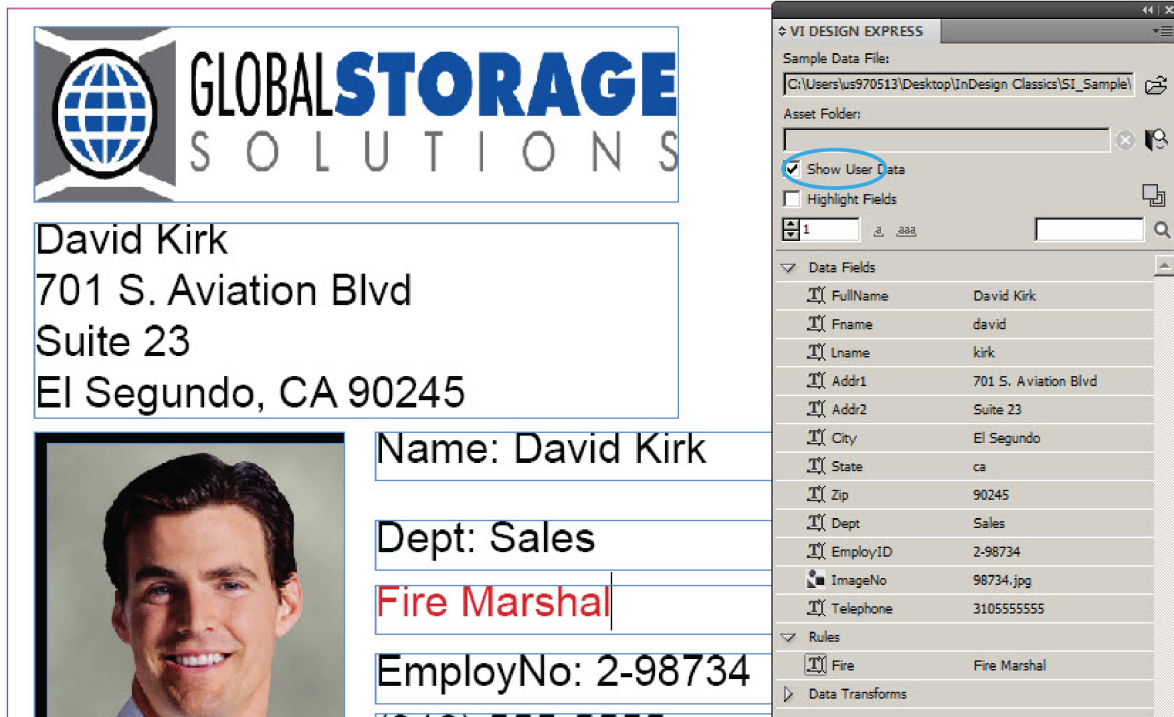 GLOBALSTORAGE
SOLUTIONS
David Kirk
701 S. Aviation Blvd
Suite 23
El Segundo, CA 90245
Name: David Kirk
Dept: Sales
Fire Marshal
EmployNo: 2-98734
VI DESIGN EXPRESS
Sample Data File:
C:\Users\us970513\Desktop\InDesign Classics\SI_Sample\
Asset Folder:
Show User Data
Highlight Fields
1 a aaa
Data Fields
FullName David Kirk
Fname david
Lname kirk
Addr1 701 S. Aviation Blvd
Addr2 Suite 23
City El Segundo
State ca
Zip 90245
Dept Sales
EmployID 2-98734
ImageNo 98734.jpg
Telephone 3105555555
Rules
Fire Fire Marshal
Data Transforms